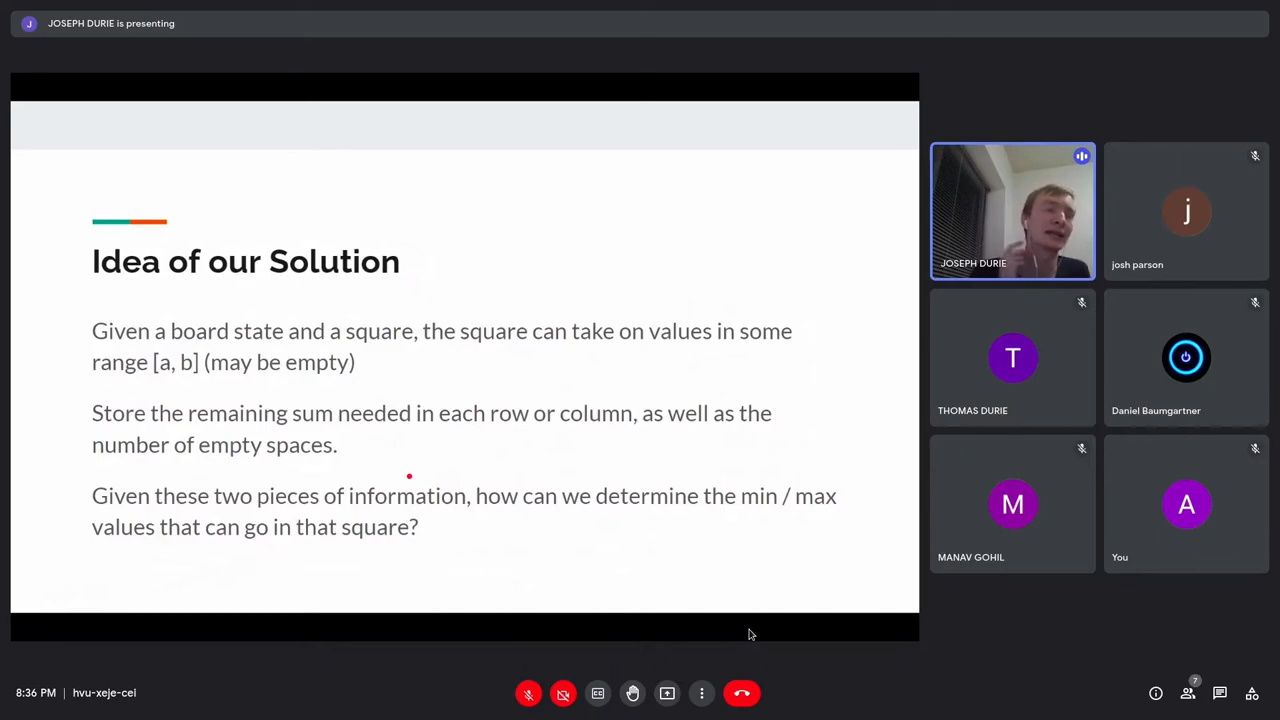 J JOSEPH DURIE is presenting
Idea of our Solution
Given a board state and a square, the square can take on values in some
range [a, b] (may be empty)
Store the remaining sum needed in each row or column, as well as the
number of empty spaces.
Given these two pieces of information, how can we determine the min / max
values that can go in that square?
JOSEPH DURIE
j
josh parson
T
THOMAS DURIE
Daniel Baumgartner
M
MANAV GOHIL
A
You
8:36 PM | hvu-xeje-cei
CC
7